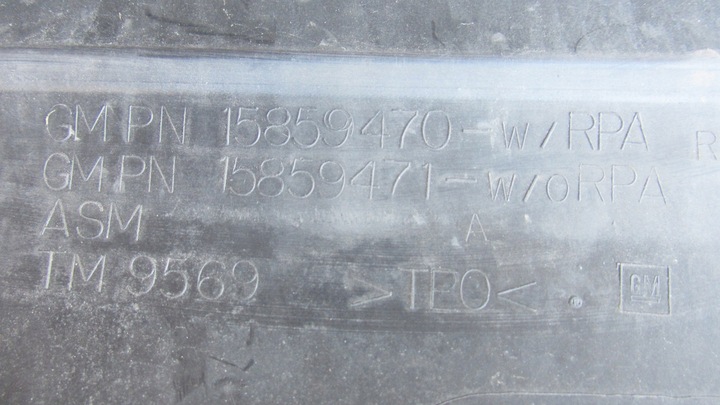 GM PN 15859470-W/RPA R
GM PN 15859471-W/oRPA
ASM A
TM 9569 >TPO< GM